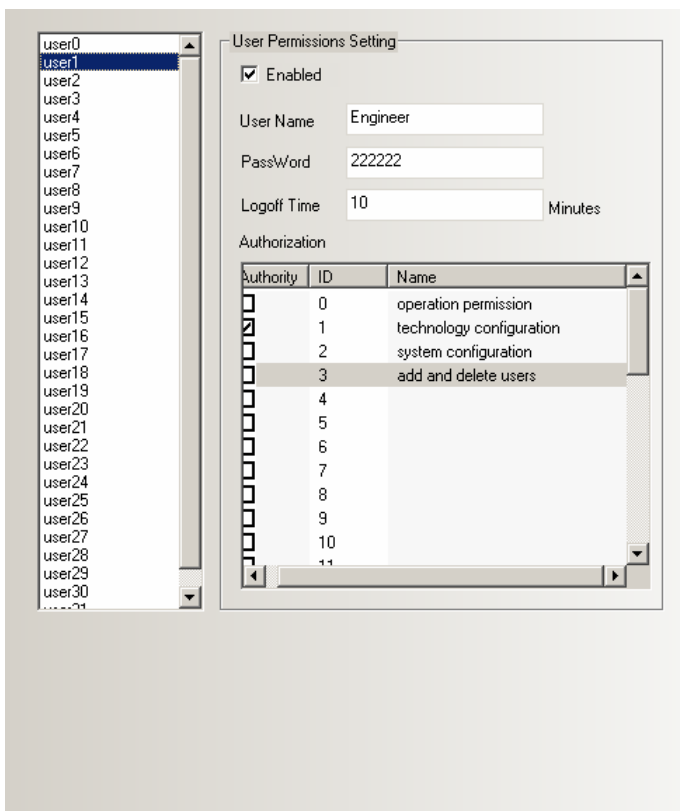 user0
user1
user2
user3
user4
user5
user6
user7
user8
user9
user10
user11
user12
user13
user14
user15
user16
user17
user18
user19
user20
user21
user22
user23
user24
user25
user26
user27
user28
user29
user30
User Permissions Setting
Enabled
User Name Engineer
PassWord 222222
Logoff Time 10 Minutes
Authorization
Authority ID Name
0 operation permission
1 technology configuration
2 system configuration
3 add and delete users
4
5
6
7
8
9
10
11